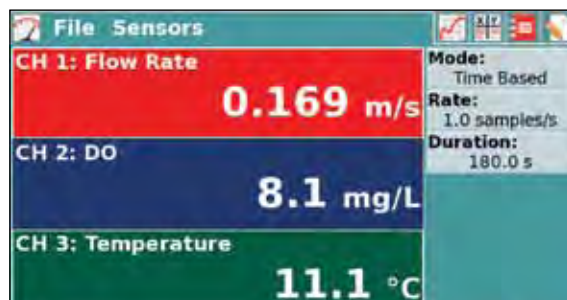 File Sensors
CH 1: Flow Rate
0.169 m/s
CH 2: DO
8.1 mg/L
CH 3: Temperature
11.1 °C
Mode:
Time Based
Rate:
1.0 samples/s
Duration:
180.0 s